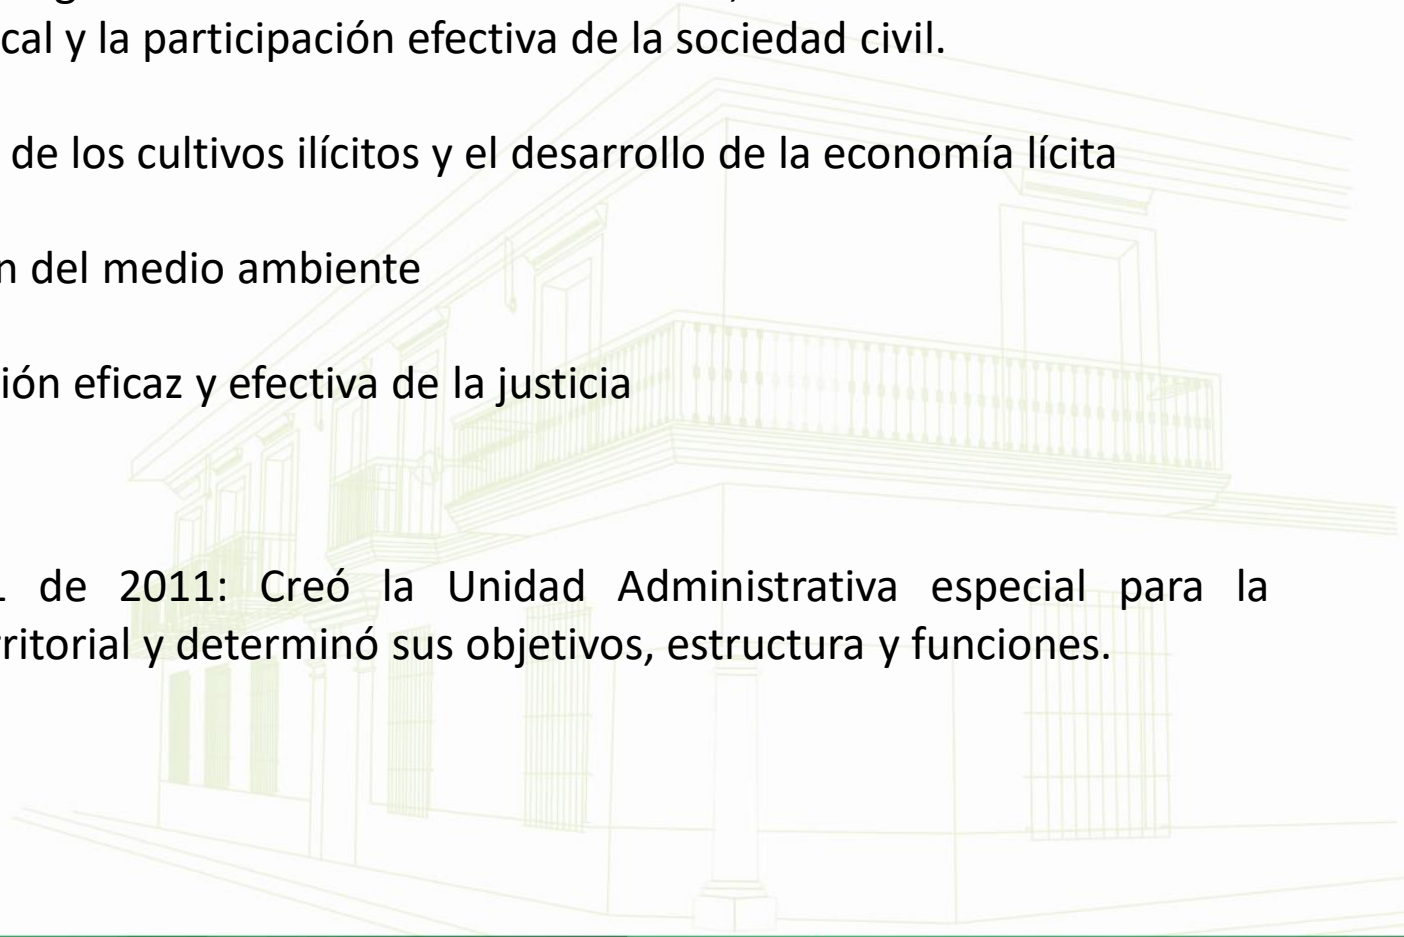 cal y la participación efectiva de la sociedad civil.
de los cultivos ilícitos y el desarrollo de la economía lícita
n del medio ambiente
ión eficaz y efectiva de la justicia
de 2011: Creó la Unidad Administrativa especial para la
ritorial y determinó sus objetivos, estructura y funciones.